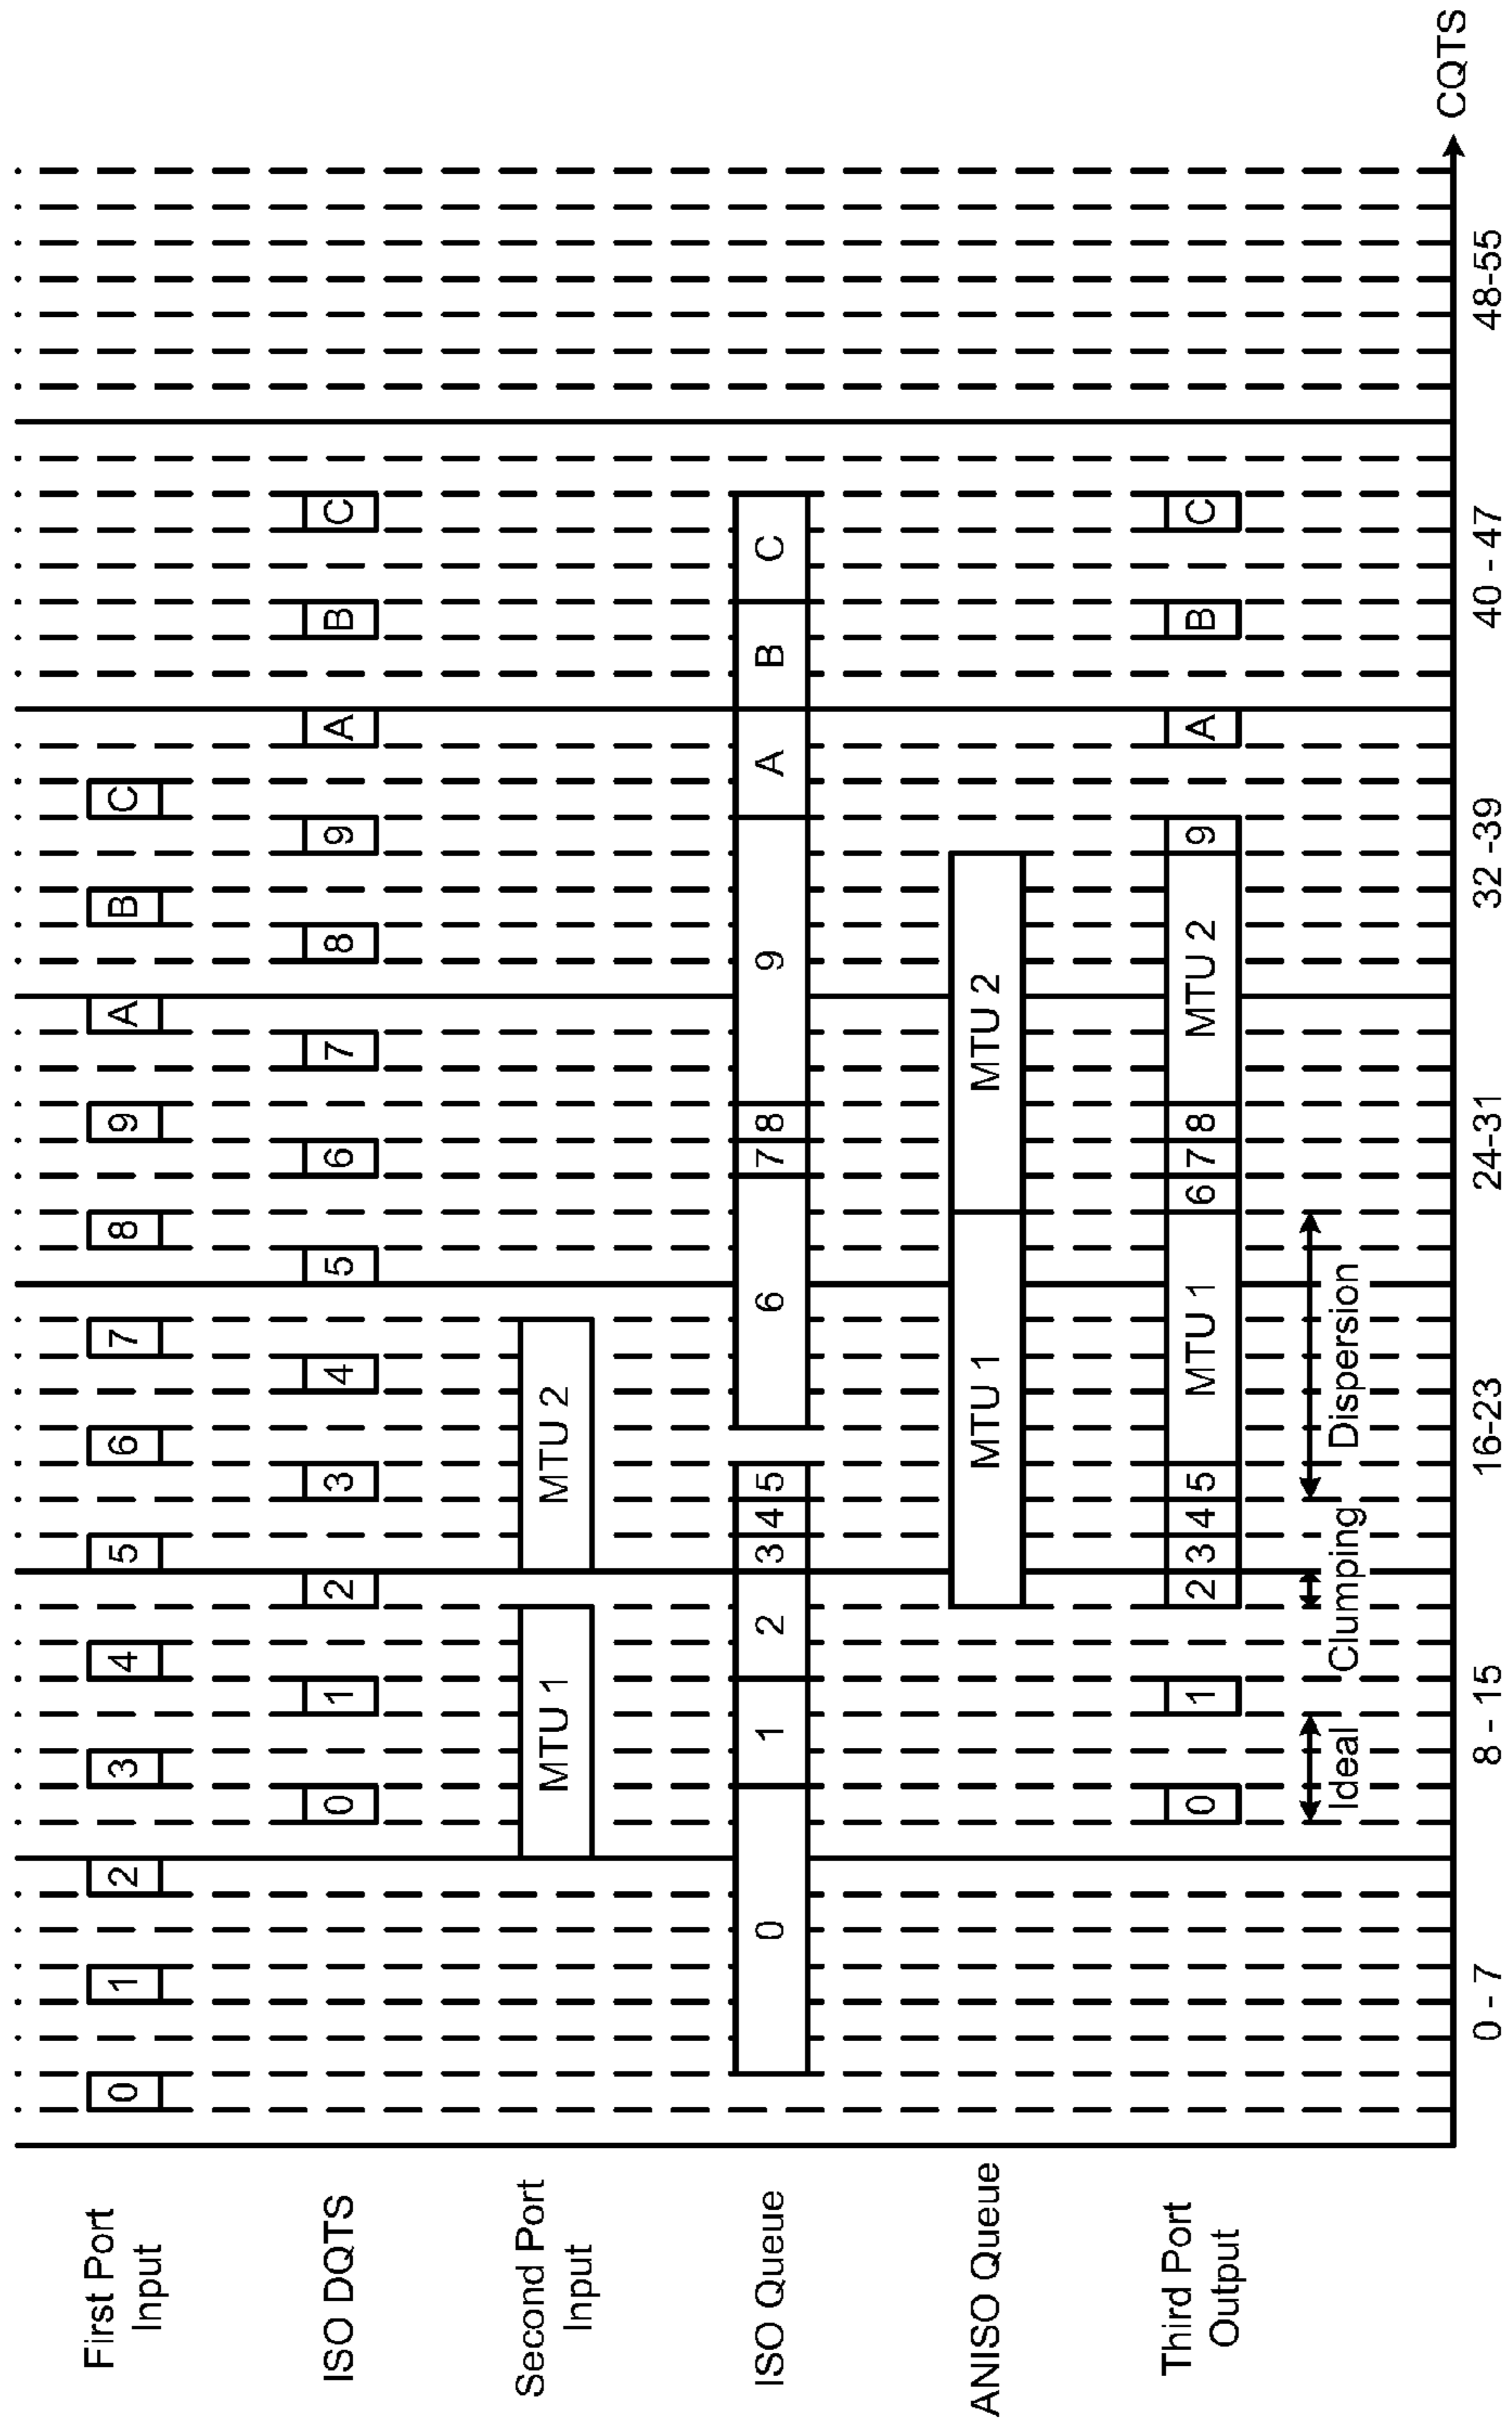 First Port
Input
0 1 2 3 4 5 6 7 8 9 A B C
ISO DQTS
0 1 2 3 4 5 6 7 8 9 A B C
Second Port
Input
MTU 1 MTU 2
ISO Queue
0 1 2 3 4 5 6 7 8 9 A B C
ANISO Queue
MTU 1 MTU 2
Third Port
Output
0 1 2 3 4 5 MTU 1 6 7 8 MTU 2 9 A B C
Ideal Clumping Dispersion
CQTS
0 - 7 8 - 15 16-23 24-31 32 -39 40 - 47 48-55